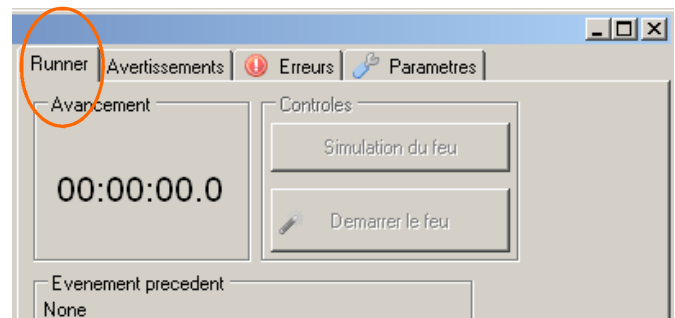 Runner Avertissements Erreurs Parametres
Avancement
Controles
Simulation du feu
00:00:00.0
Demarrer le feu
Evenement precedent
None